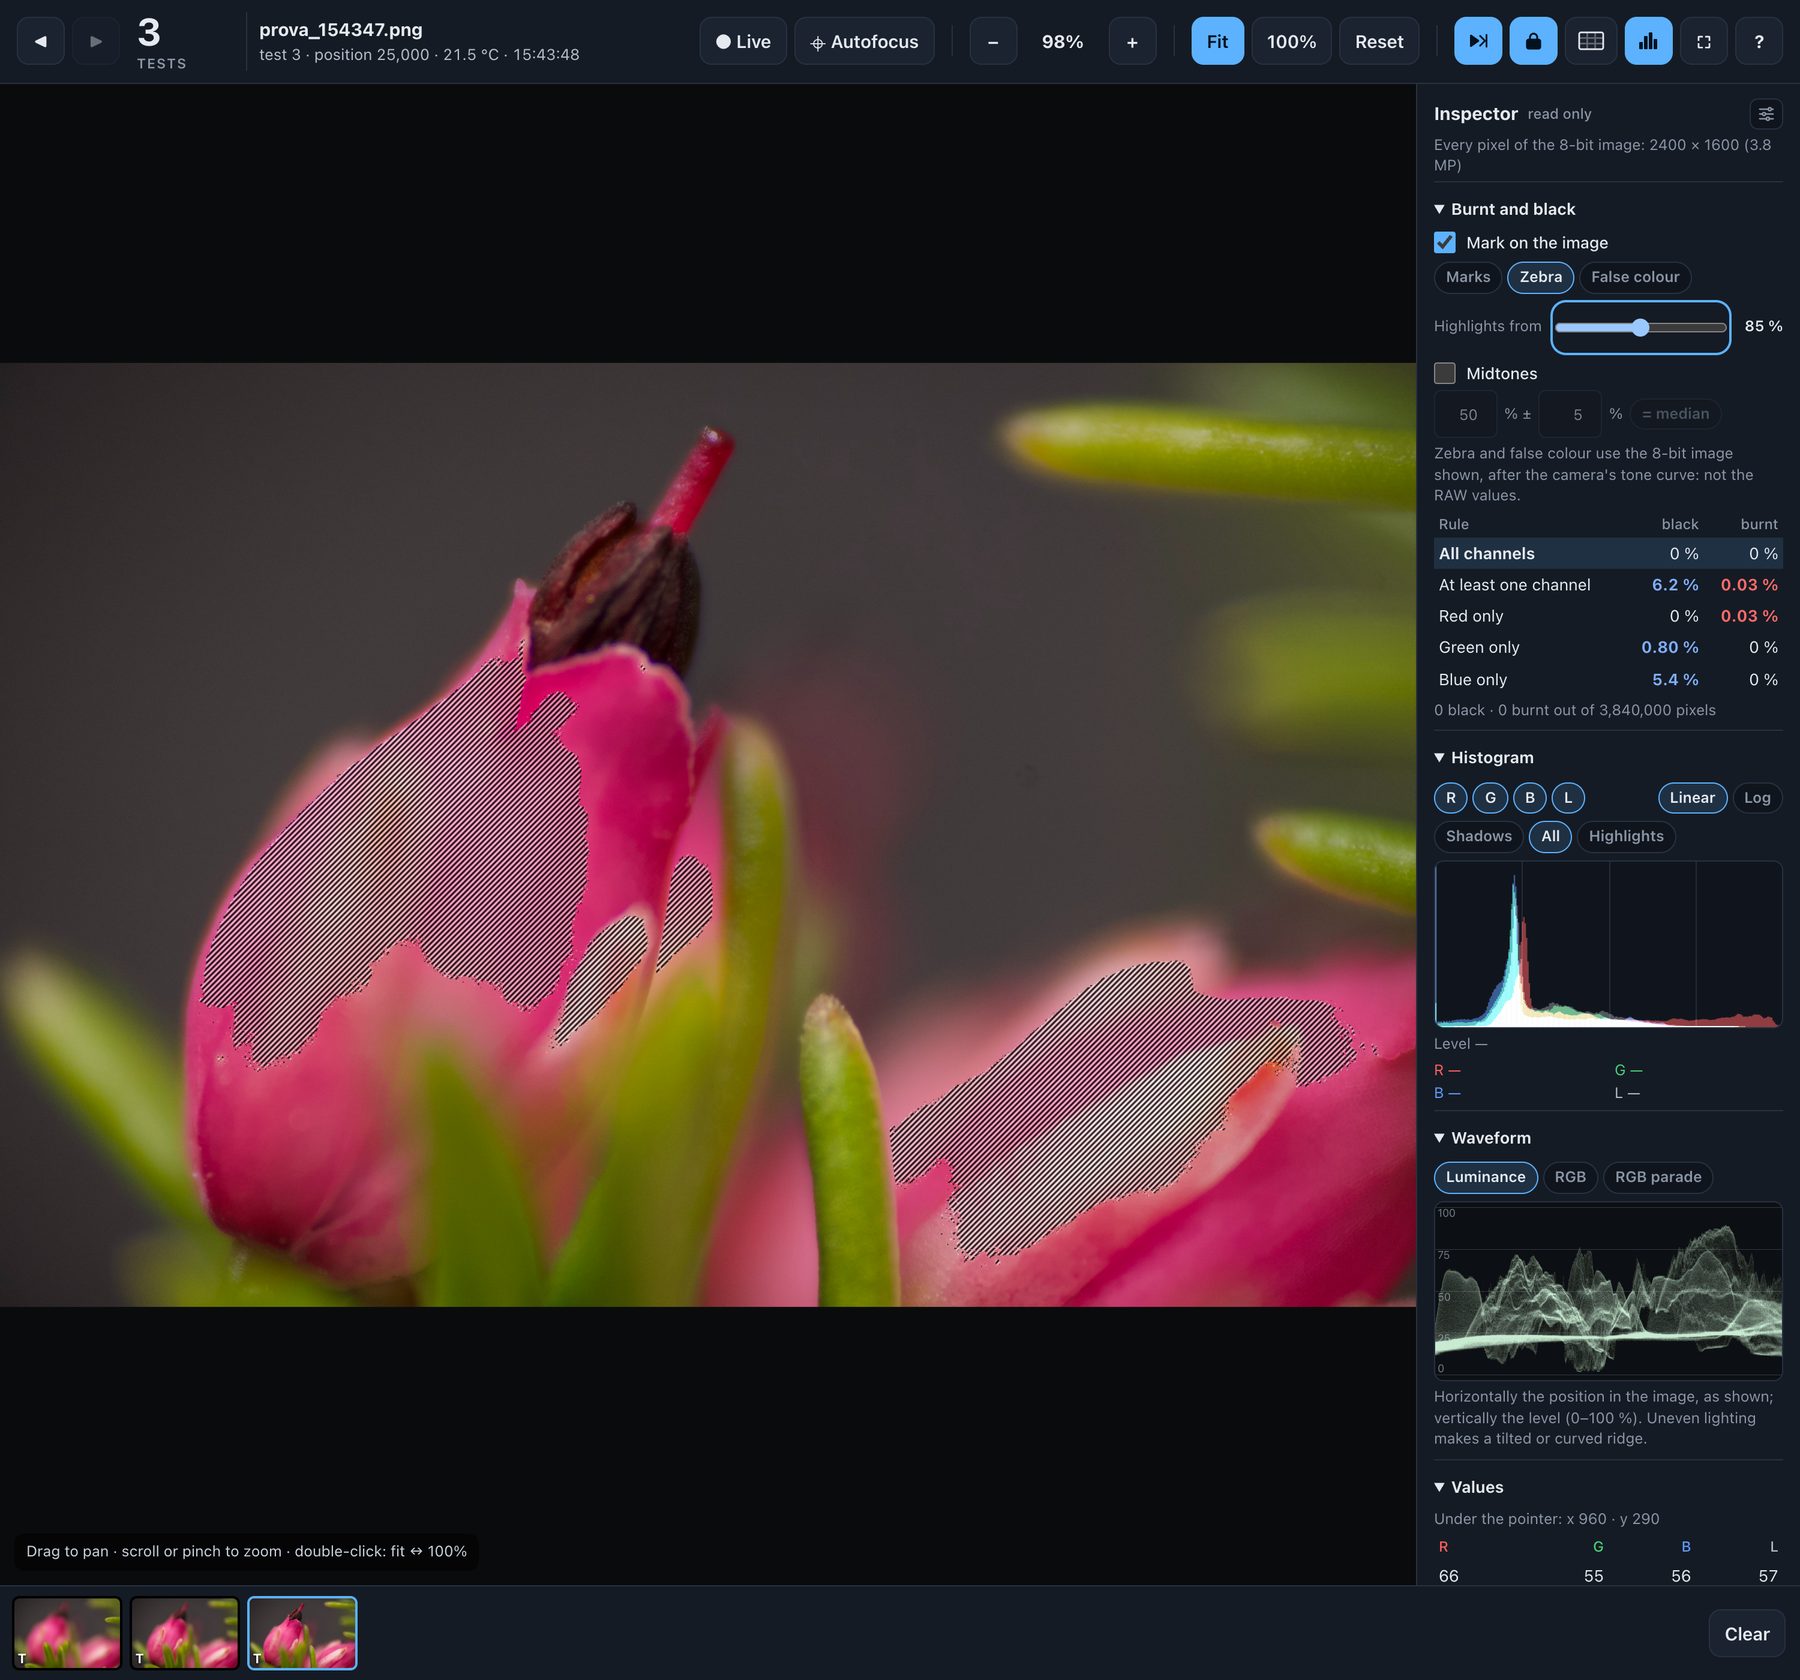 ◀ ▶ 3 TESTS
prova_154347.png
test 3 · position 25,000 · 21.5 °C · 15:43:48
Live Autofocus − 98% + Fit 100% Reset ?
Inspector read only
Every pixel of the 8-bit image: 2400 × 1600 (3.8
MP)
▼ Burnt and black
Mark on the image
Marks Zebra False colour
Highlights from 85 %
Midtones
50 % ± 5 % = median
Zebra and false colour use the 8-bit image
shown, after the camera's tone curve: not the
RAW values.
Rule black burnt
All channels 0 % 0 %
At least one channel 6.2 % 0.03 %
Red only 0 % 0.03 %
Green only 0.80 % 0 %
Blue only 5.4 % 0 %
0 black · 0 burnt out of 3,840,000 pixels
▼ Histogram
R G B L Linear Log
Shadows All Highlights
Level —
R — G —
B — L —
▼ Waveform
Luminance RGB RGB parade
100
75
50
25
0
Horizontally the position in the image, as shown;
vertically the level (0–100 %). Uneven lighting
makes a tilted or curved ridge.
▼ Values
Under the pointer: x 960 · y 290
R G B L
66 55 56 57
Drag to pan · scroll or pinch to zoom · double-click: fit ↔ 100%
T T T
Clear